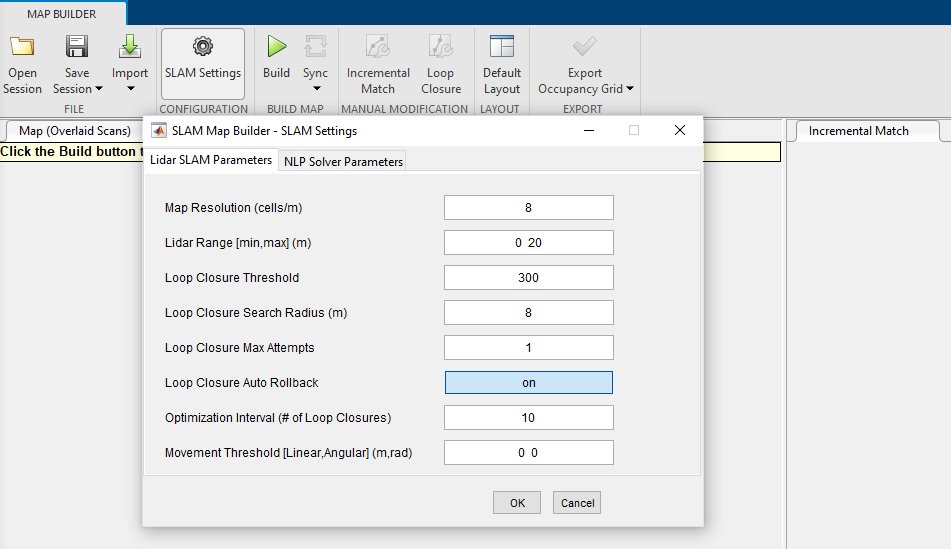 MAP BUILDER
Open Session
Save Session
Import
SLAM Settings
Build
Sync
Incremental Match
Loop Closure
Default Layout
Export Occupancy Grid
FILE
CONFIGURATION
BUILD MAP
MANUAL MODIFICATION
LAYOUT
EXPORT
Map (Overlaid Scans)
Incremental Match
Click the Build button
SLAM Map Builder - SLAM Settings
Lidar SLAM Parameters
NLP Solver Parameters
Map Resolution (cells/m) 8
Lidar Range [min,max] (m) 0 20
Loop Closure Threshold 300
Loop Closure Search Radius (m) 8
Loop Closure Max Attempts 1
Loop Closure Auto Rollback on
Optimization Interval (# of Loop Closures) 10
Movement Threshold [Linear,Angular] (m,rad) 0 0
OK
Cancel